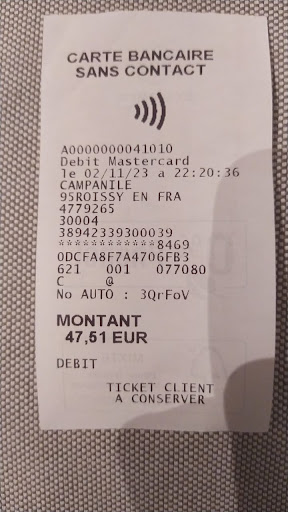 CARTE BANCAIRE
SANS CONTACT
A0000000041010
Debit Mastercard
le 02/11/23 a 22:20:36
CAMPANILE
95ROISSY EN FRA
4779265
30004
38942339300039
************8469
0DCFA8F7A4706FB3
621 001 077080
C @
No AUTO : 3QrFoV
MONTANT
47,51 EUR
DEBIT
TICKET CLIENT
A CONSERVER